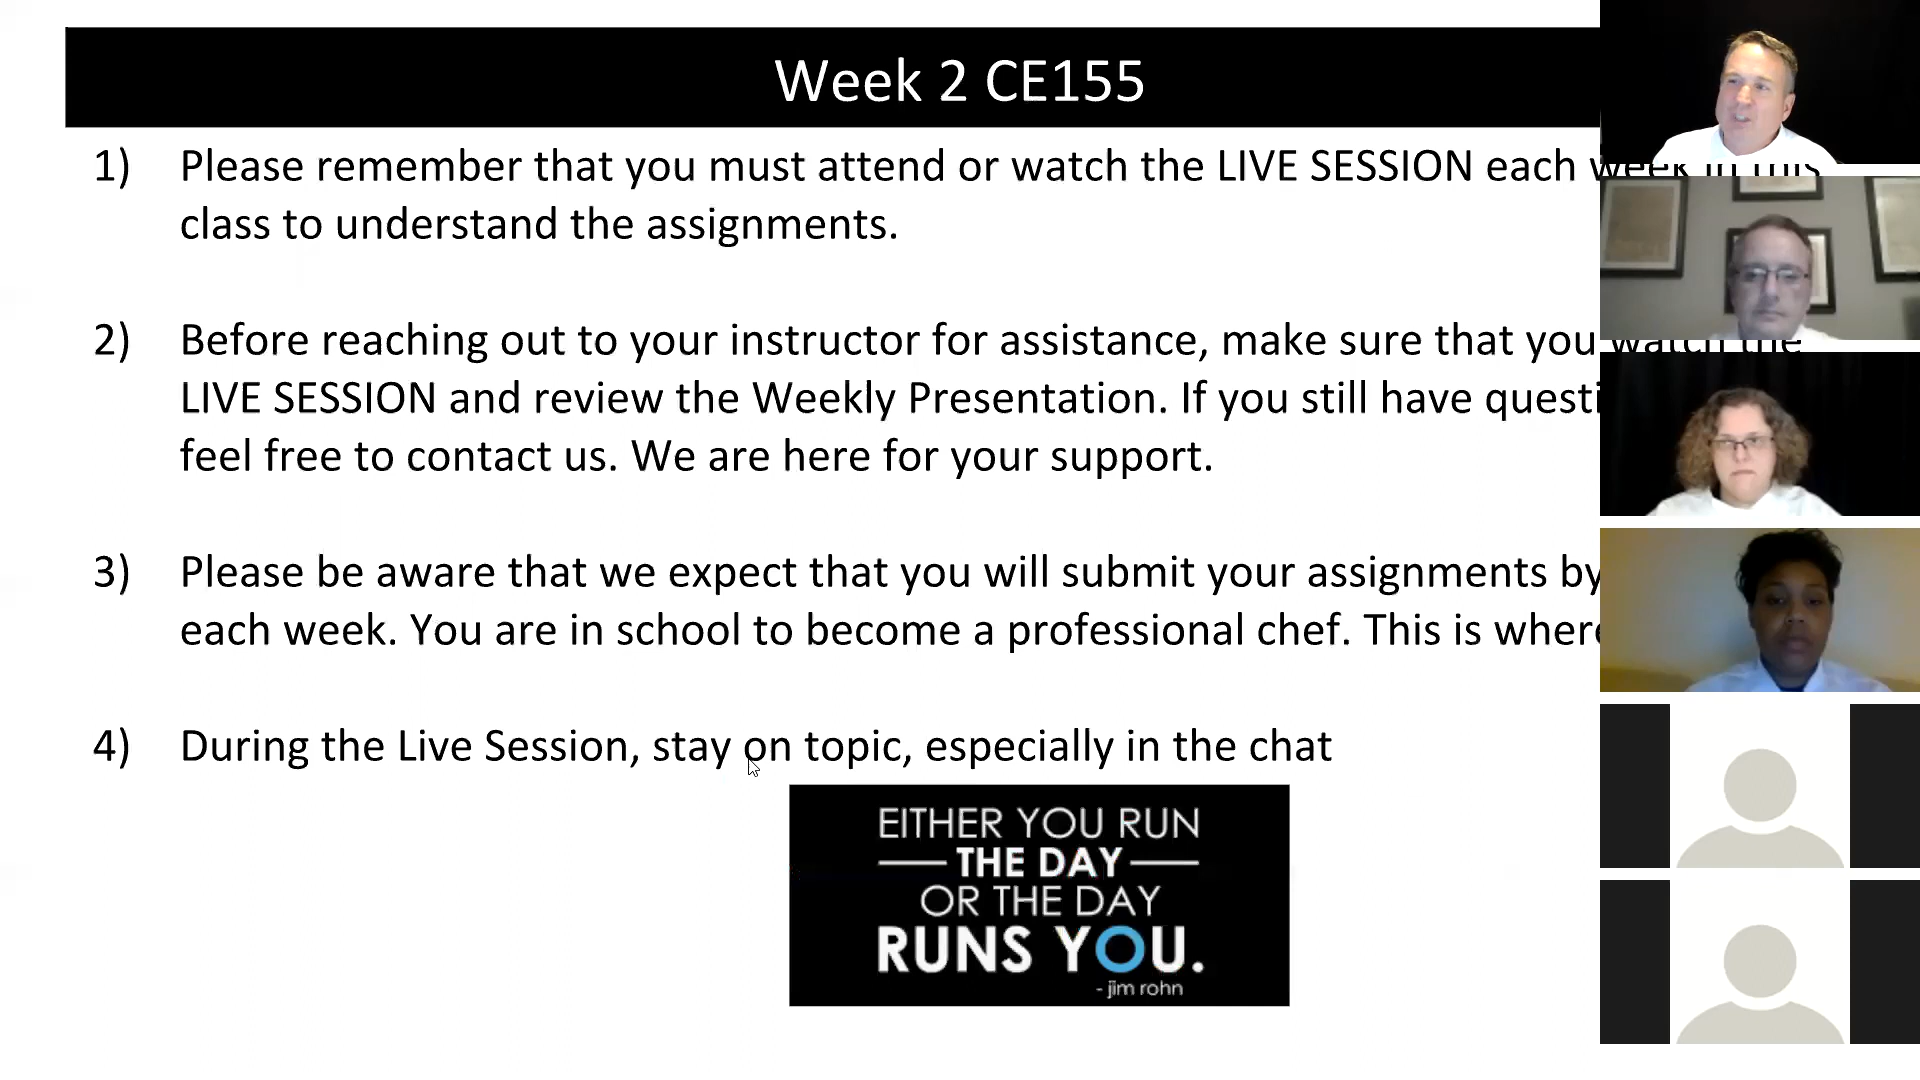 Week 2 CE155
1) Please remember that you must attend or watch the LIVE SESSION each week in this
class to understand the assignments.
2) Before reaching out to your instructor for assistance, make sure that you watch the
LIVE SESSION and review the Weekly Presentation. If you still have questi
feel free to contact us. We are here for your support.
3) Please be aware that we expect that you will submit your assignments by
each week. You are in school to become a professional chef. This is where
4) During the Live Session, stay on topic, especially in the chat
EITHER YOU RUN
THE DAY
OR THE DAY
RUNS YOU.
- jim rohn